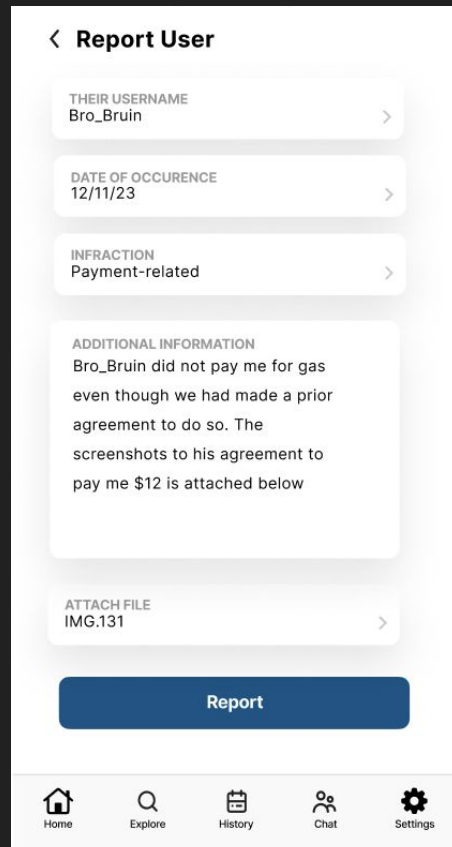 Report User
THEIR USERNAME
Bro_Bruin
DATE OF OCCURENCE
12/11/23
INFRACTION
Payment-related
ADDITIONAL INFORMATION
Bro_Bruin did not pay me for gas
even though we had made a prior
agreement to do so. The
screenshots to his agreement to
pay me $12 is attached below
ATTACH FILE
IMG.131
Report
Home Explore History Chat Settings